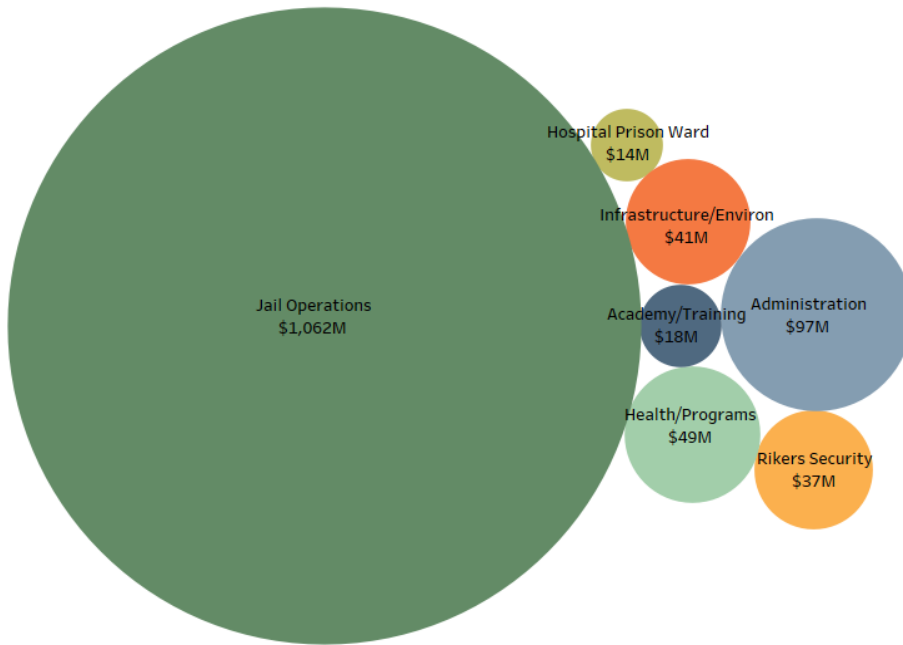 Jail Operations
$1,062M
Hospital Prison Ward
$14M
Infrastructure/Environ
$41M
Academy/Training
$18M
Administration
$97M
Health/Programs
$49M
Rikers Security
$37M